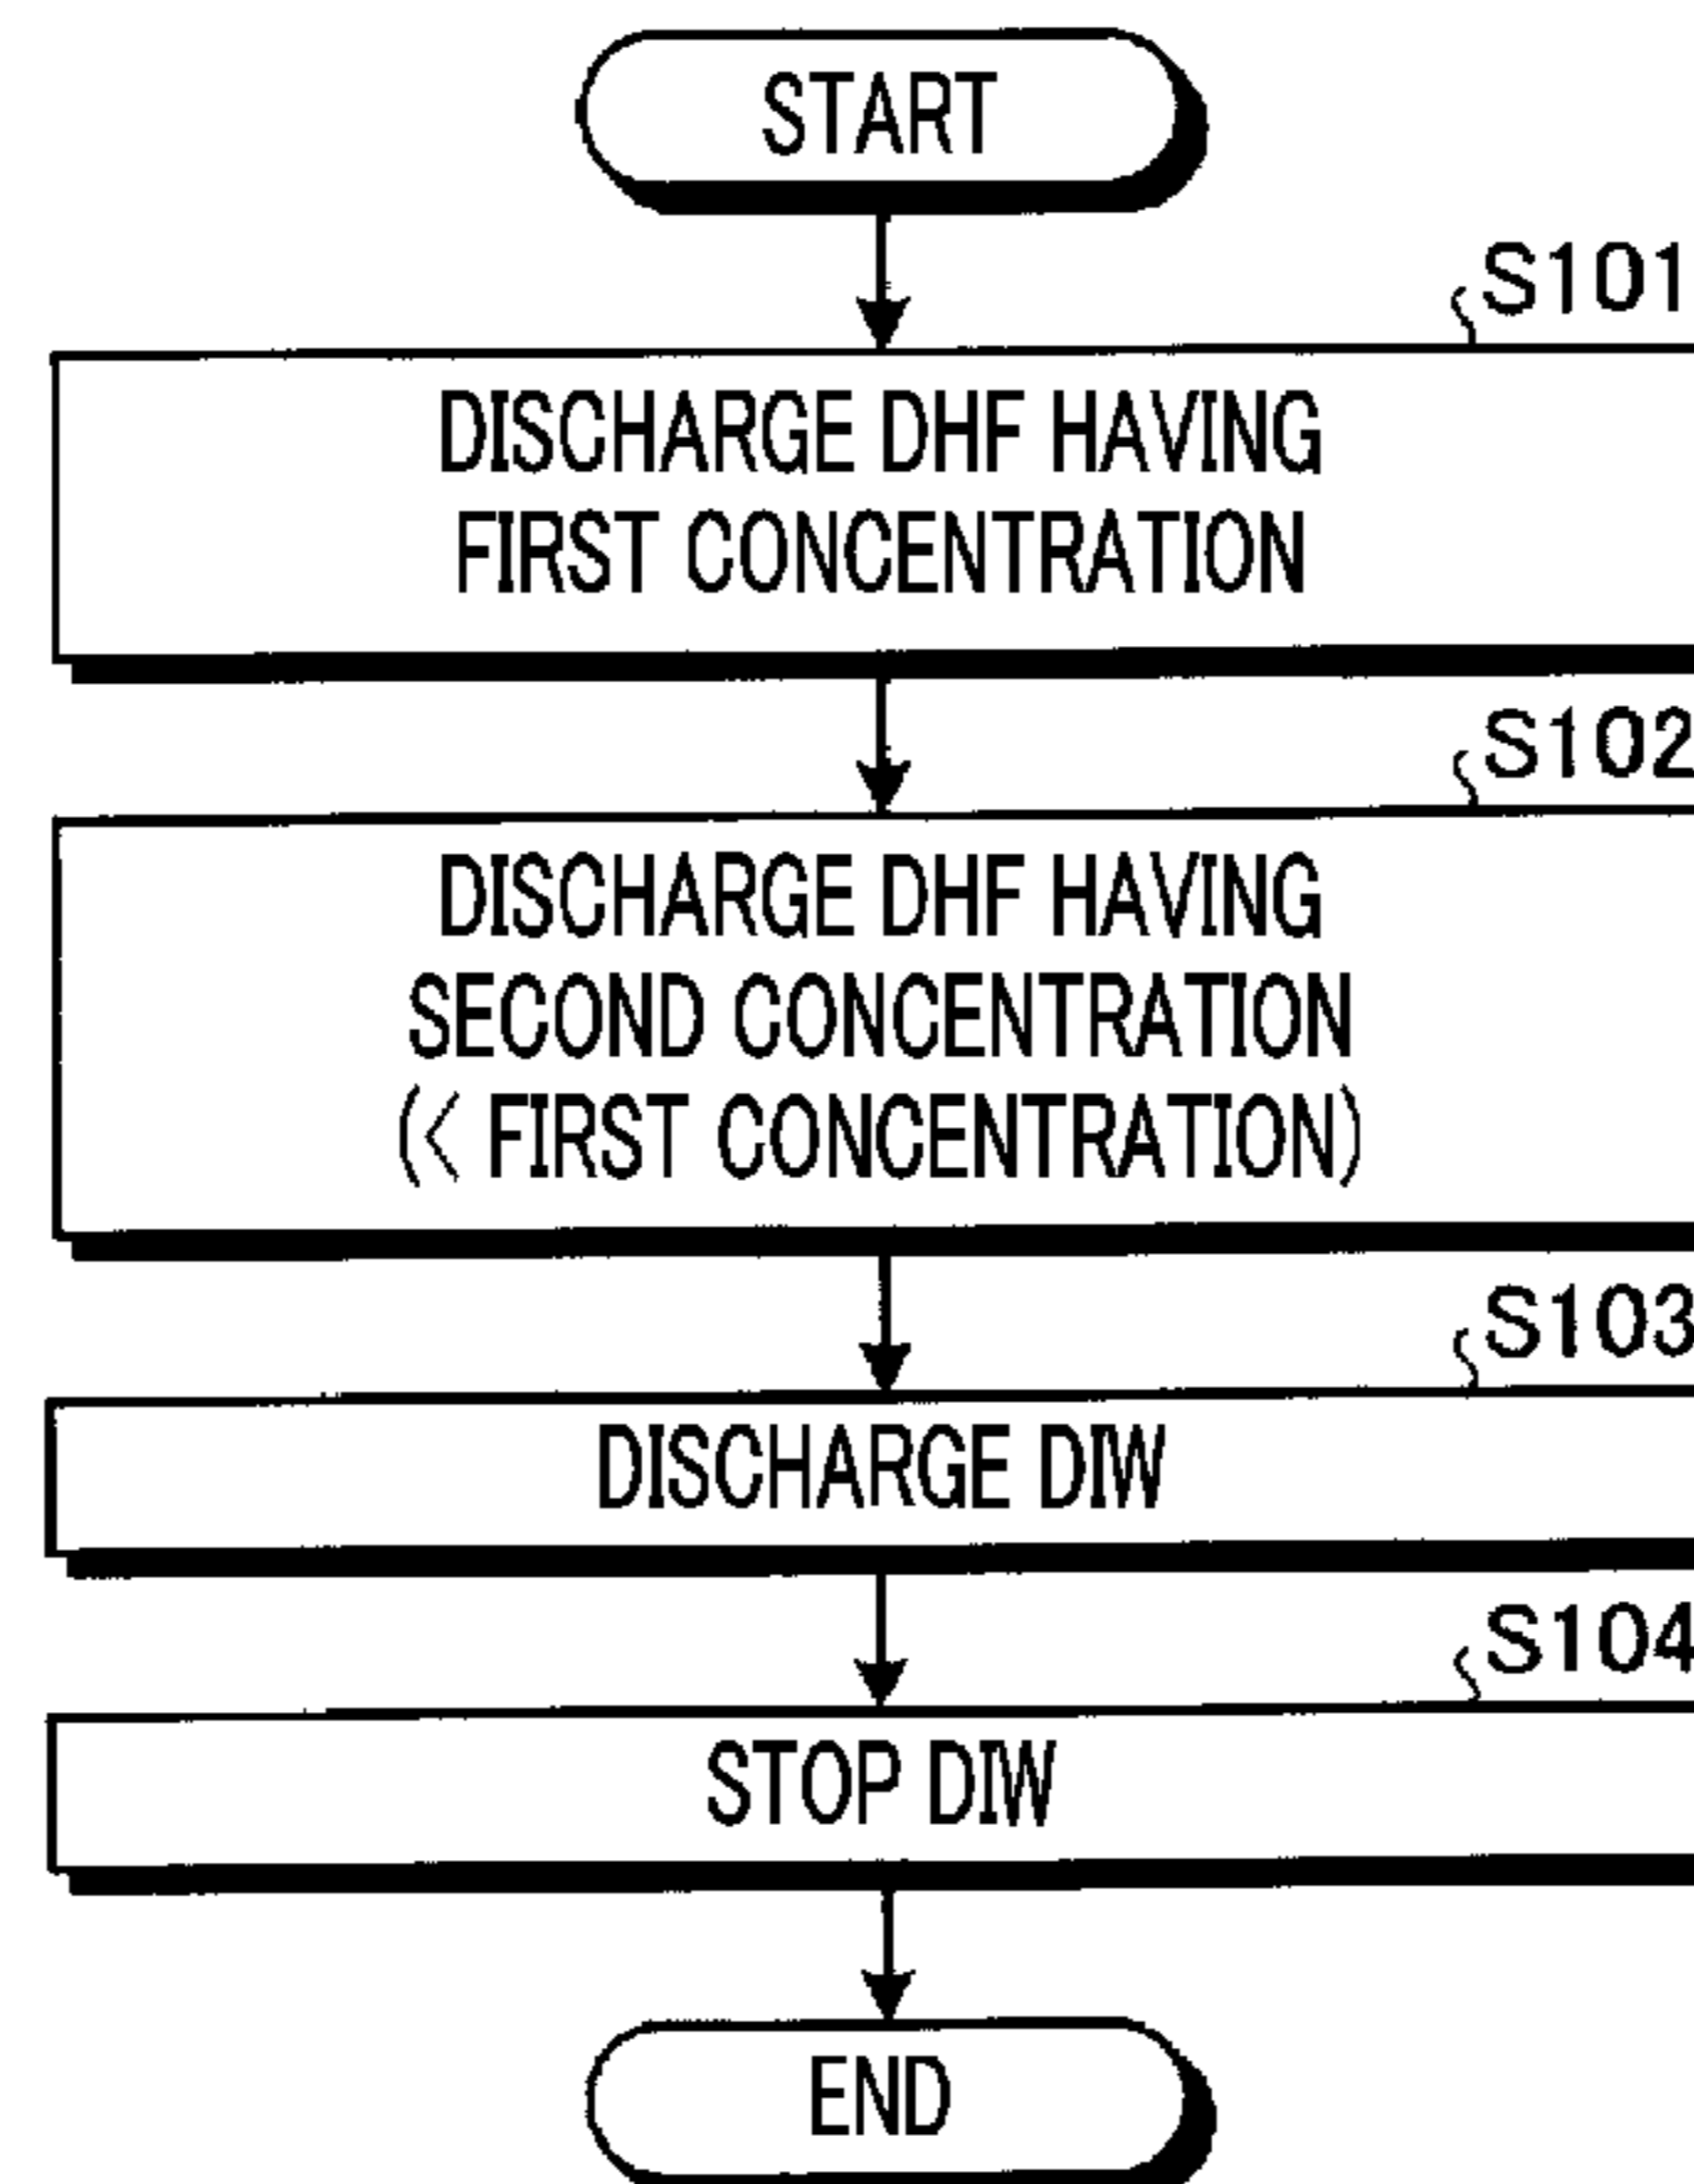 START
S101
DISCHARGE DHF HAVING
FIRST CONCENTRATION
S102
DISCHARGE DHF HAVING
SECOND CONCENTRATION
(< FIRST CONCENTRATION)
S103
DISCHARGE DIW
S104
STOP DIW
END